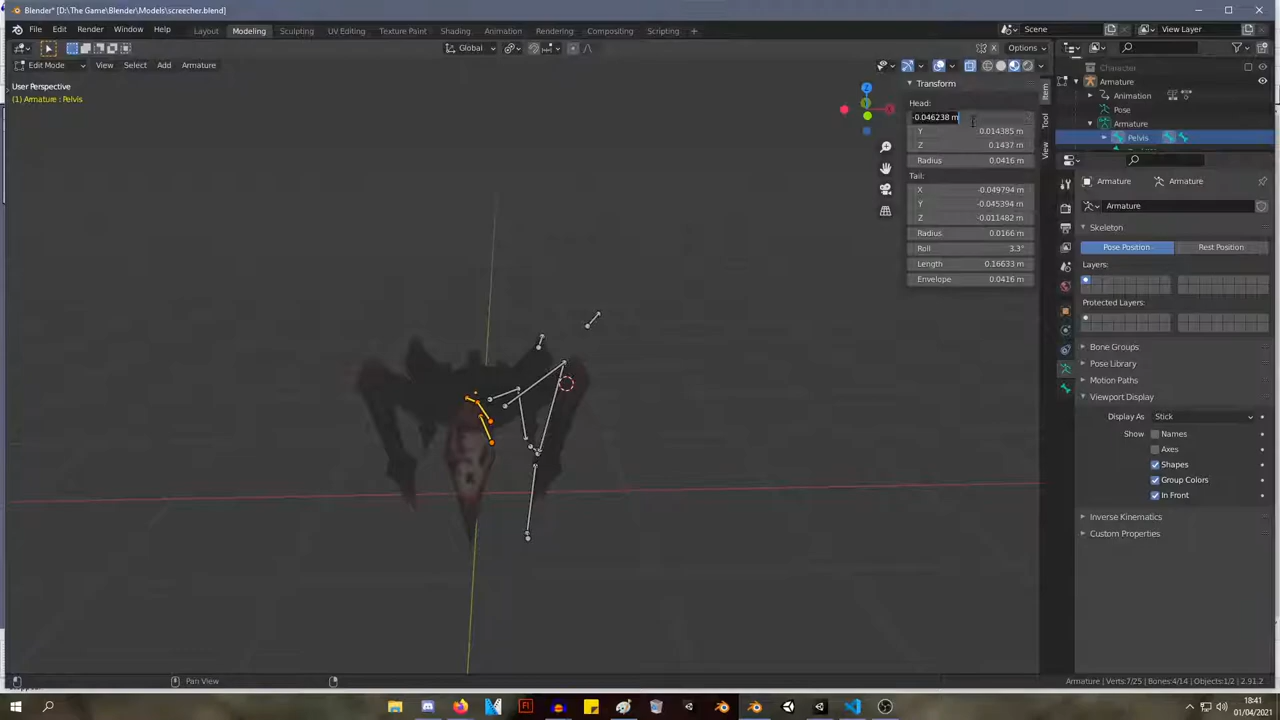 Blender* [D:\The Game\Blender\Models\screecher.blend]
File Edit Render Window Help Layout Modeling Sculpting UV Editing Texture Paint Shading Animation Rendering Compositing Scripting Scene View Layer
Global Options
Edit Mode View Select Add Armature
User Perspective
(1) Armature : Pelvis
Transform
Head:
-0.046238 m
Y 0.014385 m
Z 0.1437 m
Radius 0.0416 m
Tail:
X -0.049794 m
Y -0.045394 m
Z -0.011482 m
Radius 0.0166 m
Roll 3.3°
Length 0.16633 m
Envelope 0.0416 m
Item
Tool
View
Character
Armature
Animation
Pose
Armature
Pelvis
Armature Armature
Armature
Skeleton
Pose Position Rest Position
Layers:
Protected Layers:
Bone Groups
Pose Library
Motion Paths
Viewport Display
Display As Stick
Show Names
Axes
Shapes
Group Colors
In Front
Inverse Kinematics
Custom Properties
Pan View
Armature | Verts:7/25 | Bones:4/14 | Objects:1/2 | 2.91.2
18:41
01/04/2021